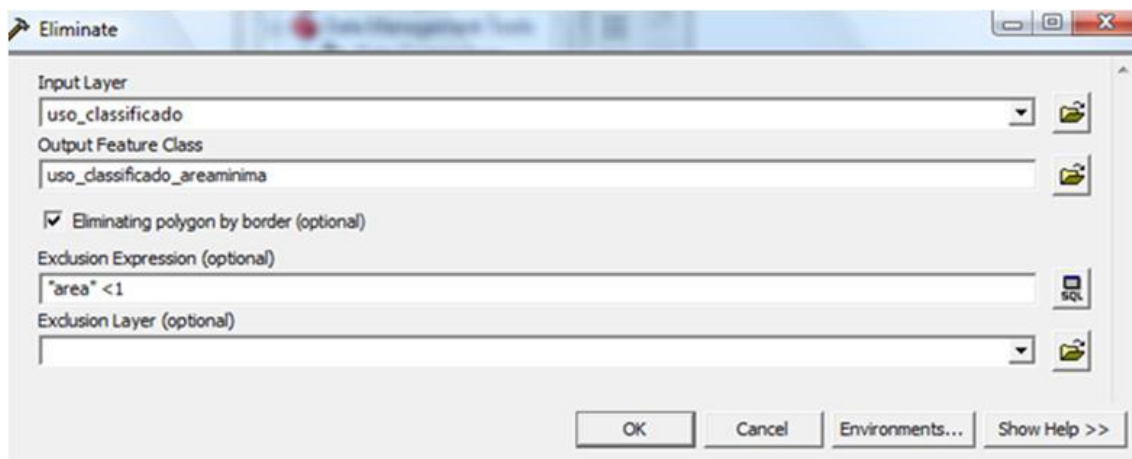 Eliminate
Input Layer
uso_classificado
Output Feature Class
uso_classificado_areaminima
Eliminating polygon by border (optional)
Exclusion Expression (optional)
"area" <1
SQL
Exclusion Layer (optional)
OK Cancel Environments... Show Help >>